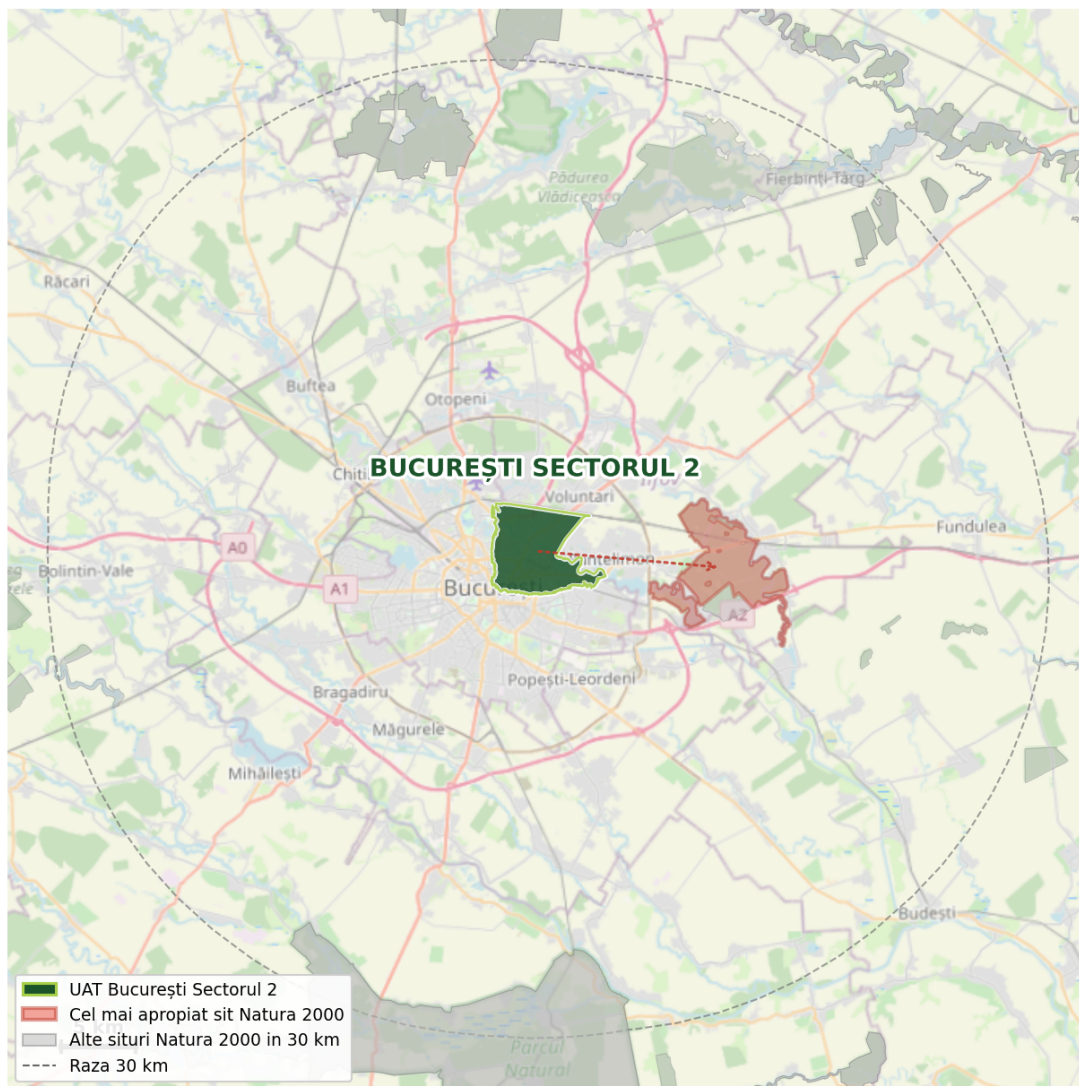 Pădurea
Vlădiceasca
Fierbinți-Târg
Răcari
Buftea
Otopeni
BUCUREȘTI SECTORUL 2
Voluntari
Fundulea
A0
Bolintin-Vale
A1
A2
Popești-Leordeni
Bragadiru
Măgurele
Mihăilești
Budești
UAT București Sectorul 2
Cel mai apropiat sit Natura 2000
Alte situri Natura 2000 in 30 km
Raza 30 km
Parcul
Natural